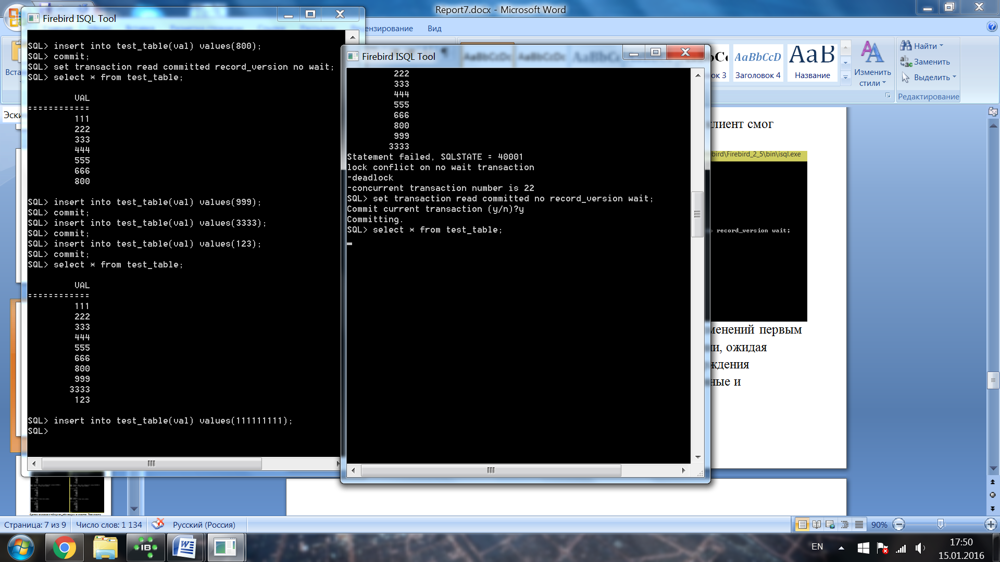 Report7.docx - Microsoft Word
Firebird ISQL Tool
Вид
SQL> insert into test_table(val) values(800);
SQL> commit;
SQL> set transaction read committed record_version no wait;
SQL> select * from test_table;
VAL
============
111
222
333
444
555
666
800
SQL> insert into test_table(val) values(999);
SQL> commit;
SQL> insert into test_table(val) values(3333);
SQL> commit;
SQL> insert into test_table(val) values(123);
SQL> commit;
SQL> select * from test_table;
VAL
============
111
222
333
444
555
666
800
999
3333
123
SQL> insert into test_table(val) values(111111111);
SQL>
Firebird ISQL Tool
222
333
444
555
666
800
999
3333
Statement failed, SQLSTATE = 40001
lock conflict on no wait transaction
-deadlock
-concurrent transaction number is 22
SQL> set transaction read committed no record_version wait;
Commit current transaction (y/n)?y
Committing.
SQL> select * from test_table;
AaBbCcD
АаВ
Заголовок 4
Название
Изменить
стили
Найти
Заменить
Выделить
Редактирование
лиент смог
bird\Firebird_2_5\bin\isql.exe
record_version wait;
менений первым
и, ожидая
ждения
ные и
Страница: 7 из 9
Число слов: 1 134
Русский (Россия)
90%
IB
EN
17:50
15.01.2016